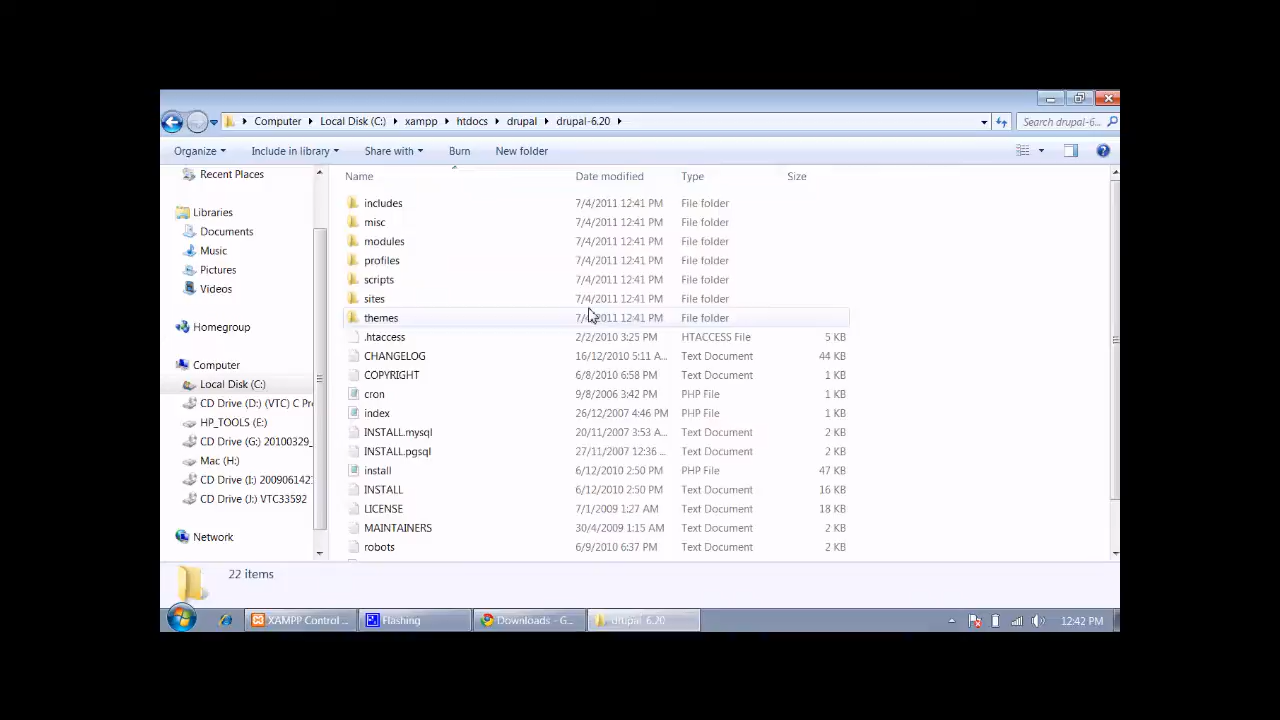 Computer Local Disk (C:) xampp htdocs drupal drupal-6.20 Search drupal-6...
Organize Include in library Share with Burn New folder
Recent Places
Libraries
Documents
Music
Pictures
Videos
Homegroup
Computer
Local Disk (C:)
CD Drive (D:) (VTC) C Pr
HP_TOOLS (E:)
CD Drive (G:) 20100329_
Mac (H:)
CD Drive (I:) 2009061421
CD Drive (J:) VTC33592
Network
Name Date modified Type Size
includes 7/4/2011 12:41 PM File folder
misc 7/4/2011 12:41 PM File folder
modules 7/4/2011 12:41 PM File folder
profiles 7/4/2011 12:41 PM File folder
scripts 7/4/2011 12:41 PM File folder
sites 7/4/2011 12:41 PM File folder
themes 12:41 PM File folder
.htaccess 2/2/2010 3:25 PM HTACCESS File 5 KB
CHANGELOG 16/12/2010 5:11 A... Text Document 44 KB
COPYRIGHT 6/8/2010 6:58 PM Text Document 1 KB
cron 9/8/2006 3:42 PM PHP File 1 KB
index 26/12/2007 4:46 PM PHP File 1 KB
INSTALL.mysql 20/11/2007 3:53 A... Text Document 2 KB
INSTALL.pgsql 27/11/2007 12:36 ... Text Document 2 KB
install 6/12/2010 2:50 PM PHP File 47 KB
INSTALL 6/12/2010 2:50 PM Text Document 16 KB
LICENSE 7/1/2009 1:27 AM Text Document 18 KB
MAINTAINERS 30/4/2009 1:15 AM Text Document 2 KB
robots 6/9/2010 6:37 PM Text Document 2 KB
22 items
XAMPP Control ... Flashing Downloads - G... drupal-6.20 12:42 PM